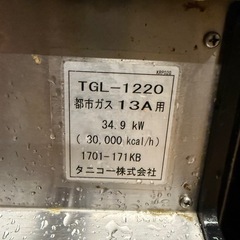 XRP020
TGL-1220
都市ガス 13A用
34.9 kW
( 30,000 kcal/h)
1701-171KB
タニコー株式会社